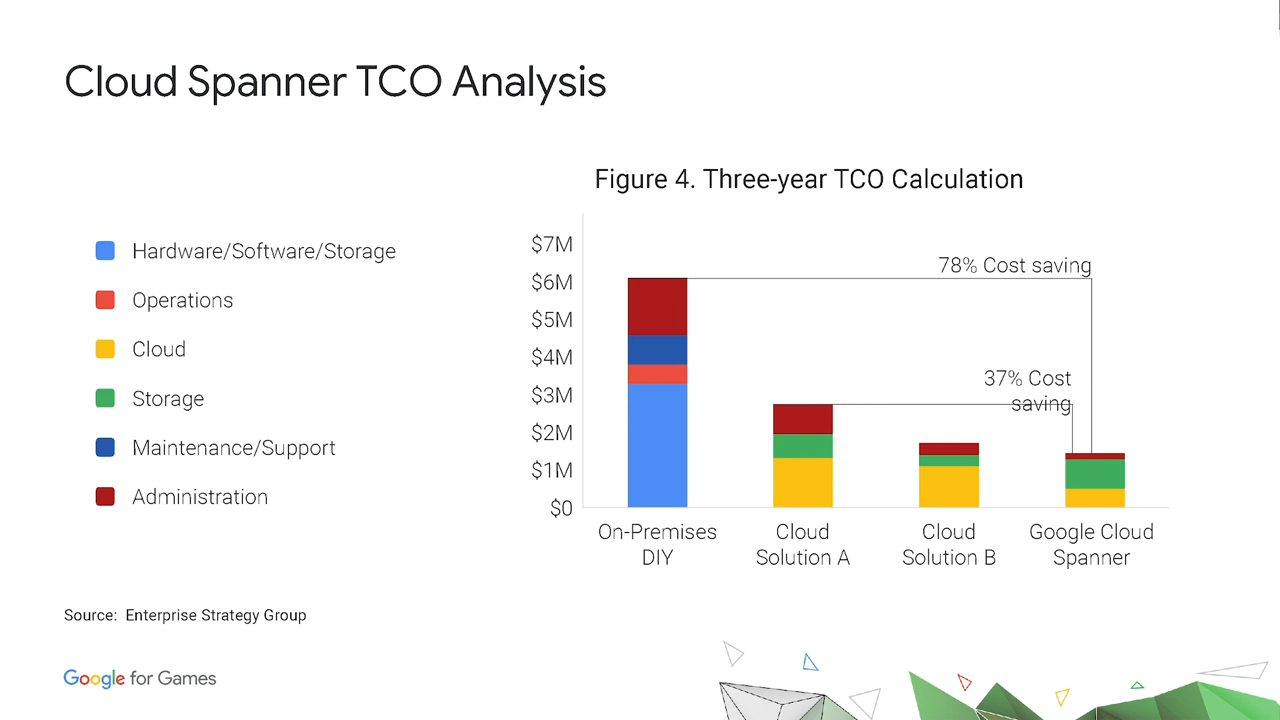 Cloud Spanner TCO Analysis
Figure 4. Three-year TCO Calculation
Hardware/Software/Storage
Operations
Cloud
Storage
Maintenance/Support
Administration
$7M
$6M
$5M
$4M
$3M
$2M
$1M
$0
78% Cost saving
37% Cost
saving
On-Premises
DIY
Cloud
Solution A
Cloud
Solution B
Google Cloud
Spanner
Source: Enterprise Strategy Group
Google for Games